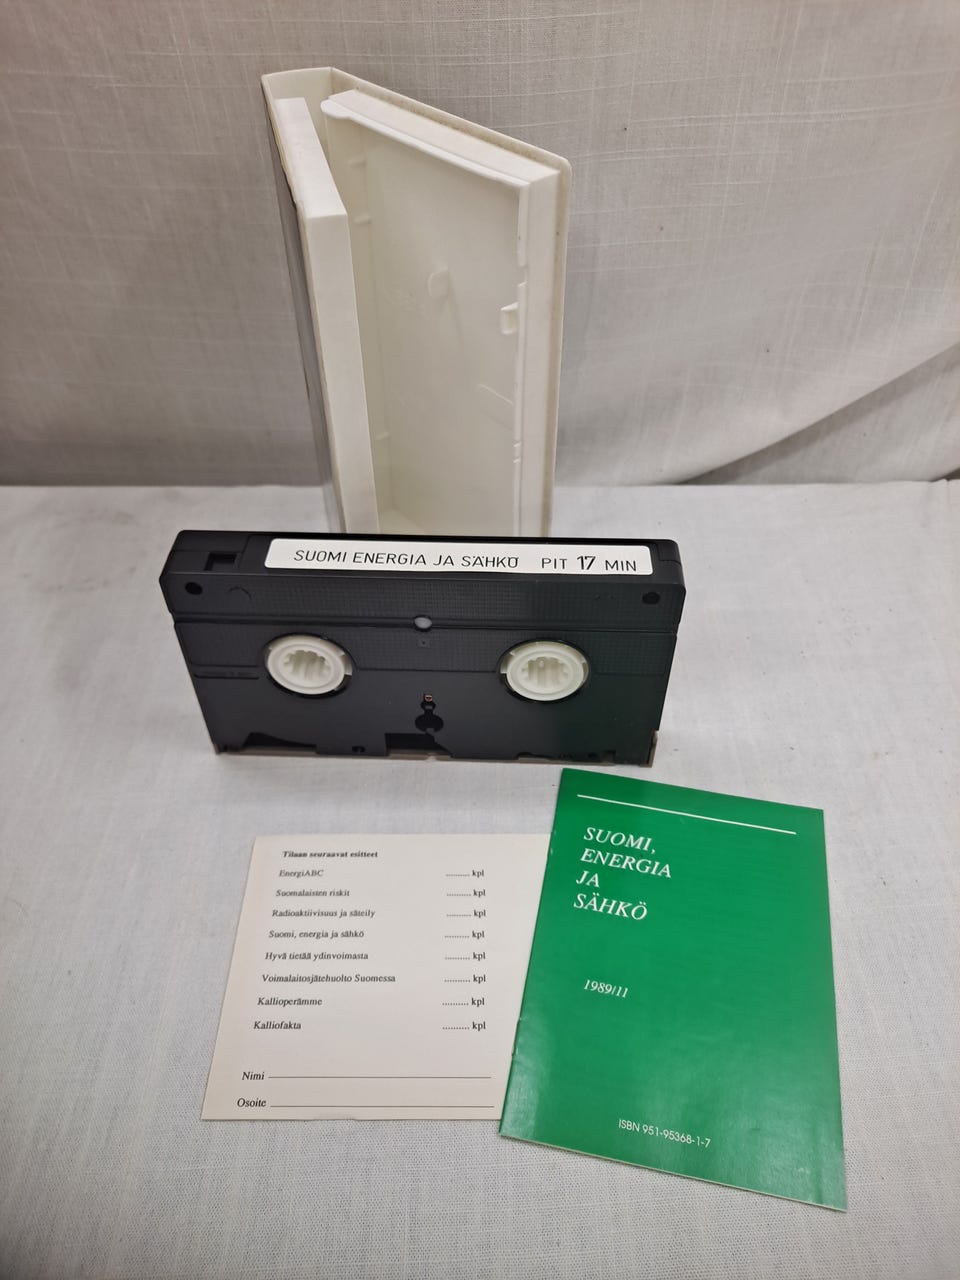 SUOMI ENERGIA JA SÄHKÖ PIT 17 MIN
Tilaan seuraavat esitteet
EnergiABC .......... kpl
Suomalaisten riskit .......... kpl
Radioaktiivisuus ja säteily .......... kpl
Suomi, energia ja sähkö .......... kpl
Hyvä tietää ydinvoimasta .......... kpl
Voimalaitosjätehuolto Suomessa .......... kpl
Kallioperämme .......... kpl
Kalliofakta .......... kpl
Nimi
Osoite
SUOMI,
ENERGIA
JA
SÄHKÖ
1989/11
ISBN 951-95368-1-7